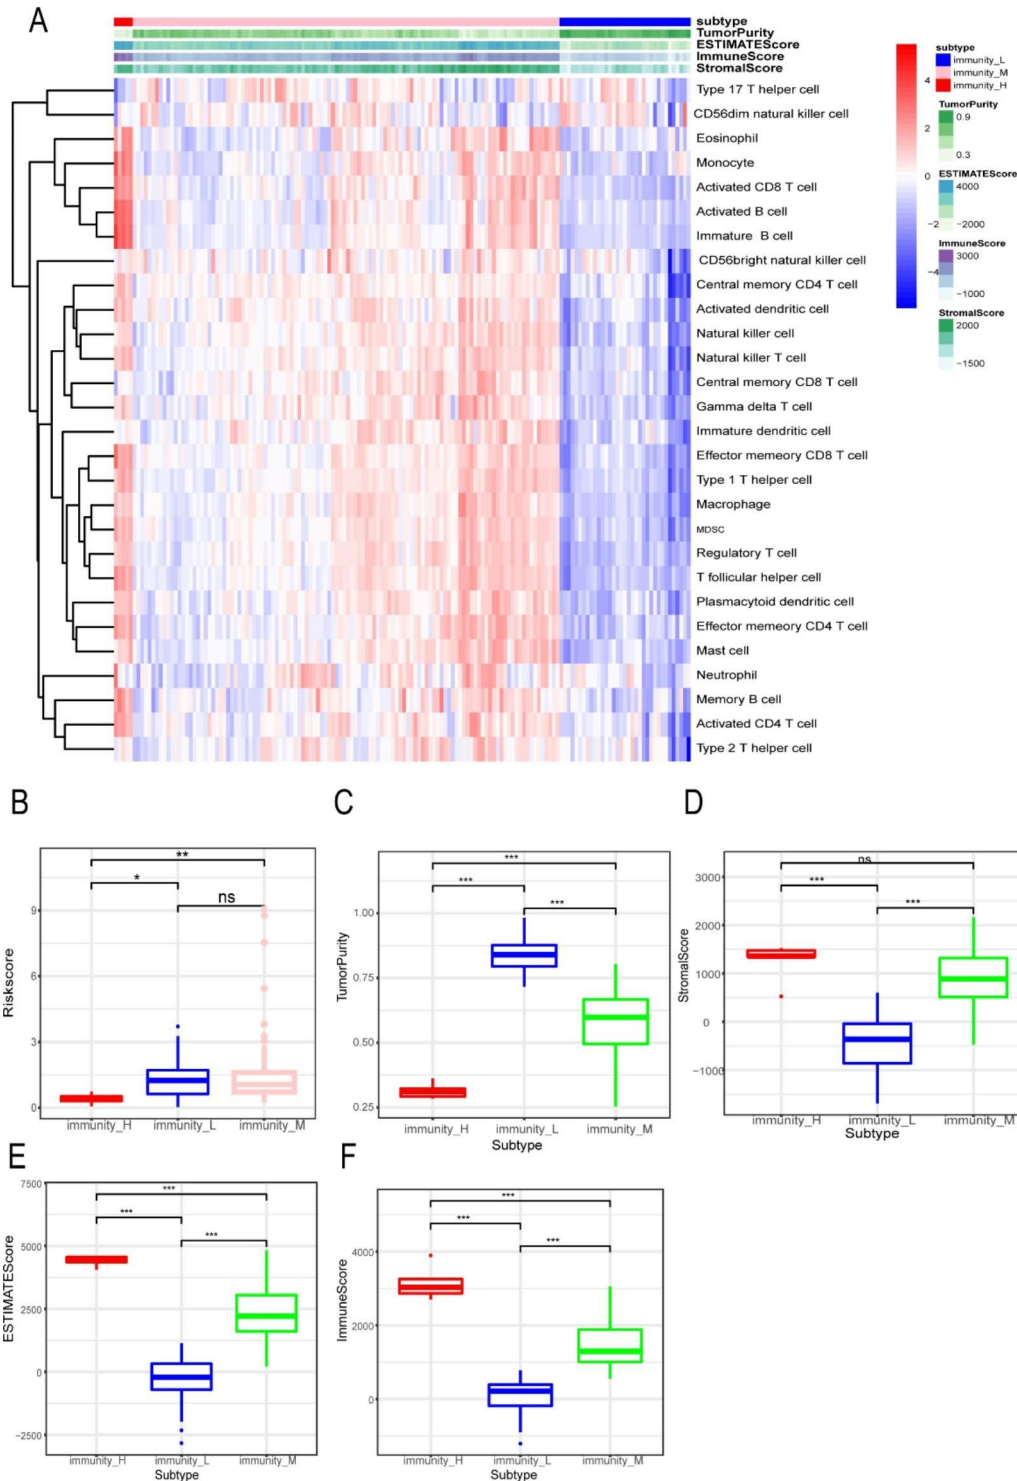 A
subtype
TumorPurity
ESTIMATEScore
ImmuneScore
StromalScore
Type 17 T helper cell
CD56dim natural killer cell
Eosinophil
Monocyte
Activated CD8 T cell
Activated B cell
Immature B cell
CD56bright natural killer cell
Central memory CD4 T cell
Activated dendritic cell
Natural killer cell
Natural killer T cell
Central memory CD8 T cell
Gamma delta T cell
Immature dendritic cell
Effector memeory CD8 T cell
Type 1 T helper cell
Macrophage
MDSC
Regulatory T cell
T follicular helper cell
Plasmacytoid dendritic cell
Effector memeory CD4 T cell
Mast cell
Neutrophil
Memory B cell
Activated CD4 T cell
Type 2 T helper cell
4
2
0
−2
−4
subtype
immunity_L
immunity_M
immunity_H
TumorPurity
0.9
0.3
ESTIMATEScore
4000
−2000
ImmuneScore
3000
−1000
StromalScore
2000
−1500
B
Riskscore
9
6
3
0
**
*
ns
immunity_H immunity_L immunity_M
C
TumorPurity
1.00
0.75
0.50
0.25
***
***
***
immunity_H immunity_L immunity_M
Subtype
D
StromalScore
3000
2000
1000
0
−1000
ns
***
***
immunity_H immunity_L immunity_M
Subtype
E
ESTIMATEScore
7500
5000
2500
0
−2500
***
***
***
immunity_H immunity_L immunity_M
Subtype
F
ImmuneScore
4000
2000
0
***
***
***
immunity_H immunity_L immunity_M
Subtype